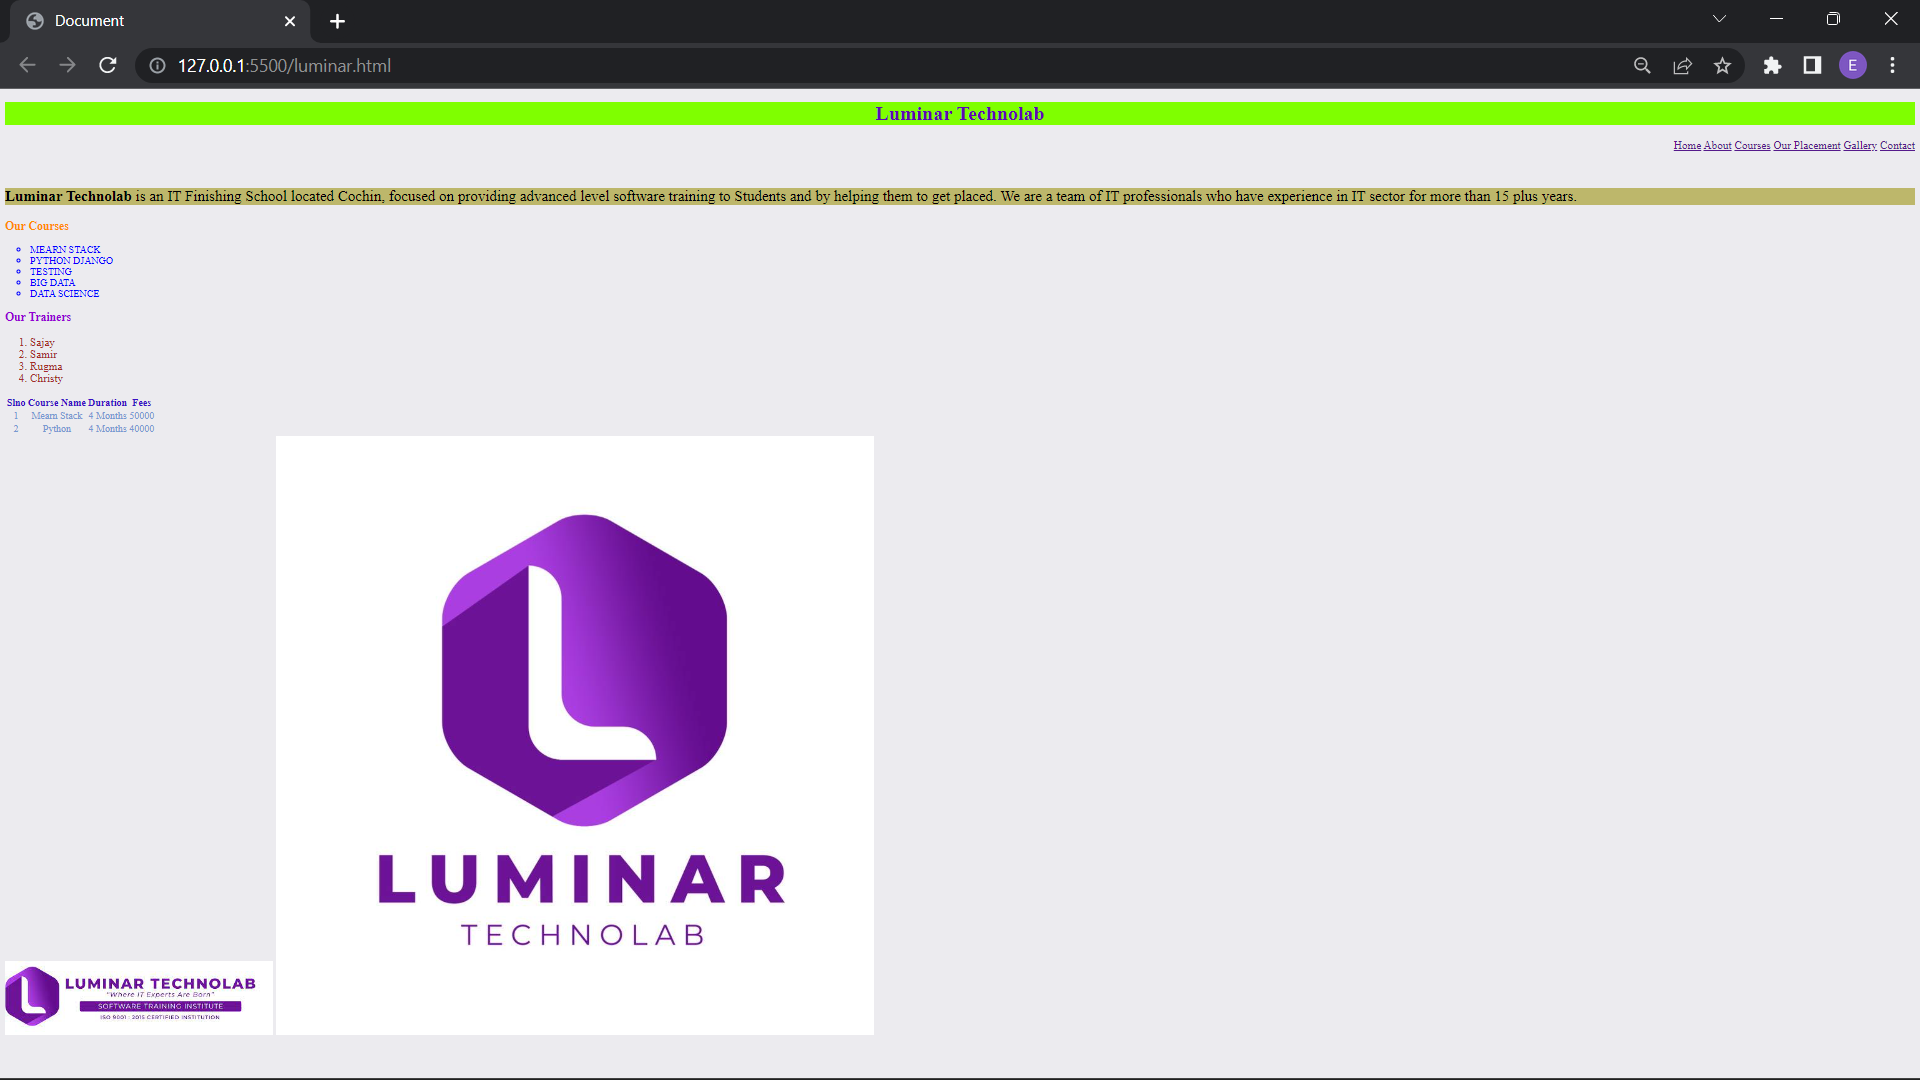 Document
127.0.0.1:5500/luminar.html
E
Luminar Technolab
Home About Courses Our Placement Gallery Contact
Luminar Technolab is an IT Finishing School located Cochin, focused on providing advanced level software training to Students and by helping them to get placed. We are a team of IT professionals who have experience in IT sector for more than 15 plus years.
Our Courses
MEARN STACK
PYTHON DJANGO
TESTING
BIG DATA
DATA SCIENCE
Our Trainers
1. Sajay
2. Samir
3. Rugma
4. Christy
Slno Course Name Duration Fees
1 Mearn Stack 4 Months 50000
2 Python 4 Months 40000
LUMINAR
TECHNOLAB
LUMINAR TECHNOLAB
"Where IT Experts Are Born"
SOFTWARE TRAINING INSTITUTE
ISO 9001 : 2015 CERTIFIED INSTITUTION